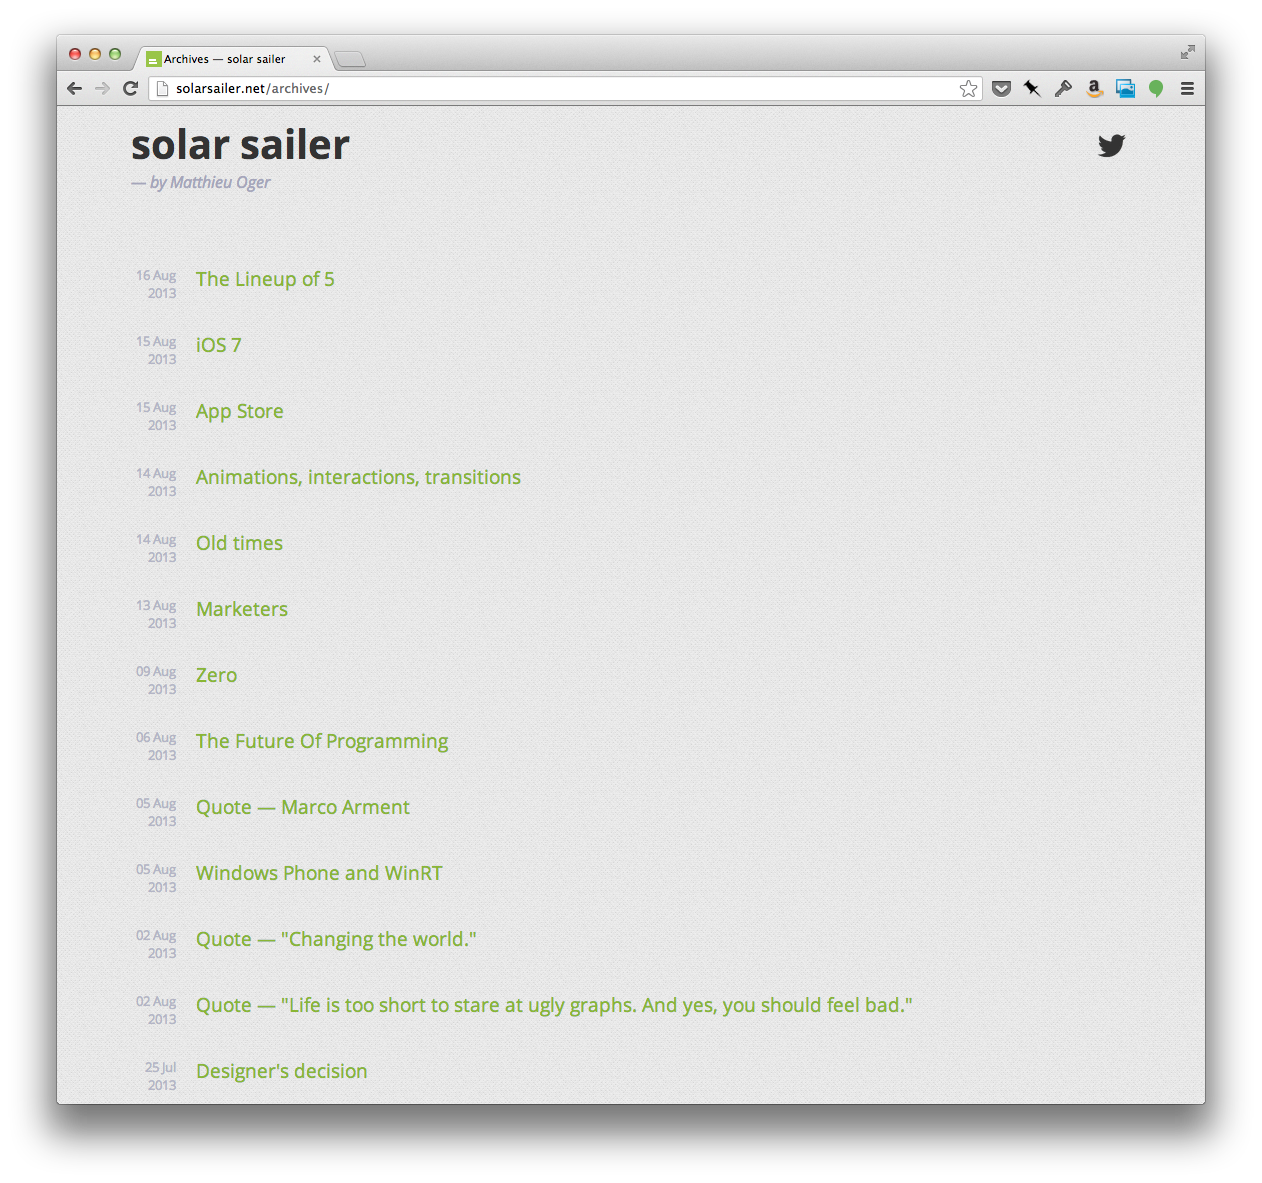 Archives — solar sailer
solarsailer.net/archives/
solar sailer
— by Matthieu Oger
16 Aug
2013
The Lineup of 5
15 Aug
2013
iOS 7
15 Aug
2013
App Store
14 Aug
2013
Animations, interactions, transitions
14 Aug
2013
Old times
13 Aug
2013
Marketers
09 Aug
2013
Zero
06 Aug
2013
The Future Of Programming
05 Aug
2013
Quote — Marco Arment
05 Aug
2013
Windows Phone and WinRT
02 Aug
2013
Quote — "Changing the world."
02 Aug
2013
Quote — "Life is too short to stare at ugly graphs. And yes, you should feel bad."
25 Jul
2013
Designer's decision